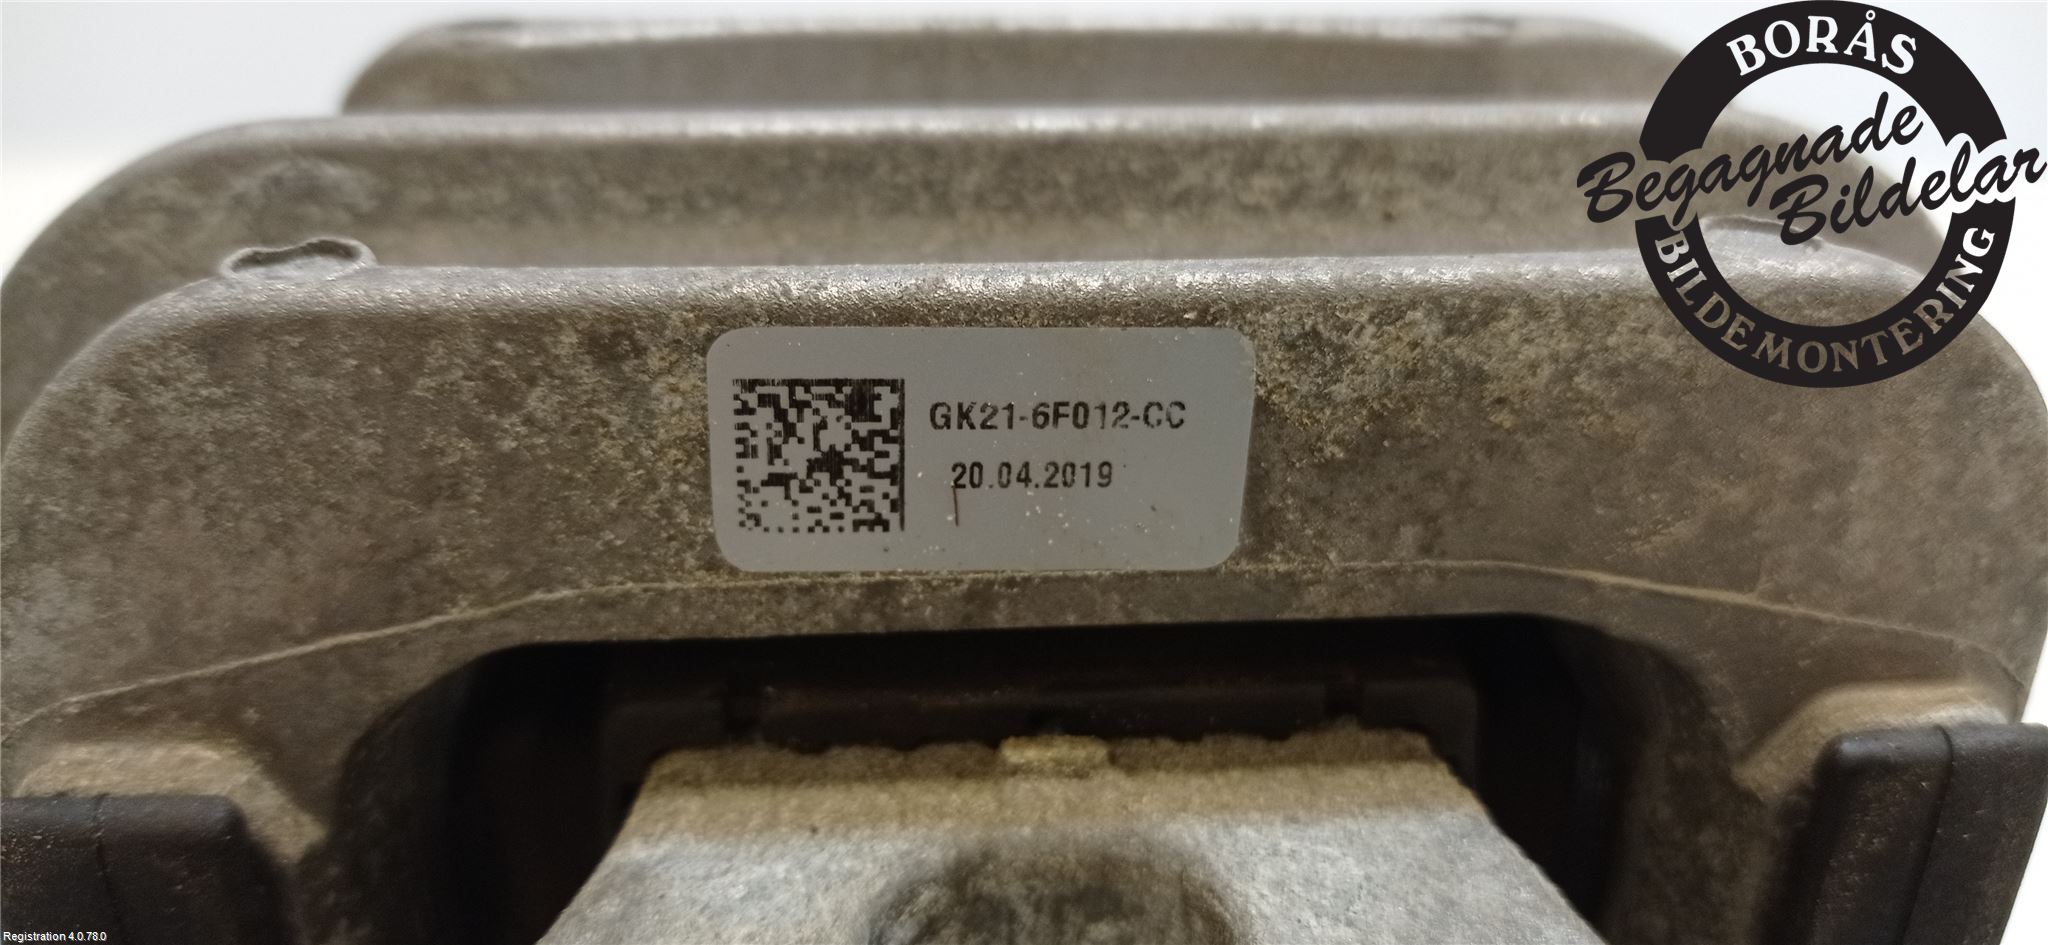 BORÅS
Begagnade
Bildelar
BILDEMONTERING
GK21-6F012-CC
20.04.2019
Registration 4.0.78.0